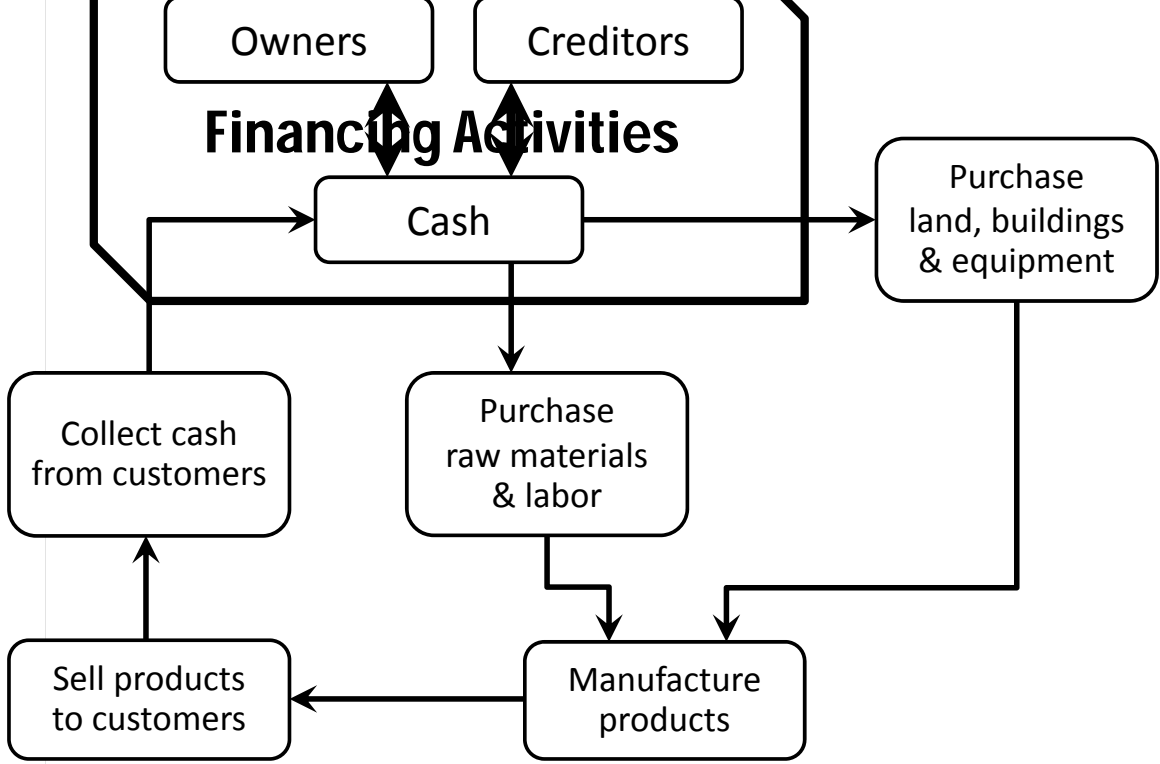 Owners
Creditors
Financing Activities
Cash
Purchase
land, buildings
& equipment
Collect cash
from customers
Purchase
raw materials
& labor
Sell products
to customers
Manufacture
products